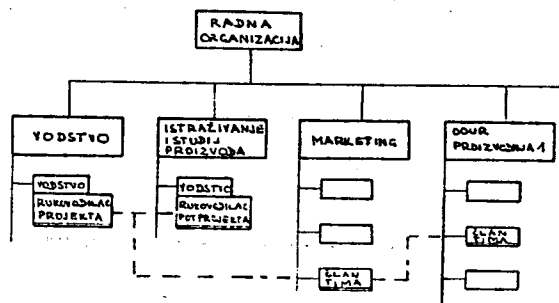 RADNA
ORGANIZACIJA
VODSTVO
ISTRAŽIVANJE
I STUDIJ
PROIZVODA
MARKETING
OOUR
PROIZVODNJA 1
VODSTVO
RUKOVODILAC
PROJEKTA
VODSTVO
RUKOVODILAC
POTPROJEKTA
ČLAN
TIMA
ČLAN
TIMA